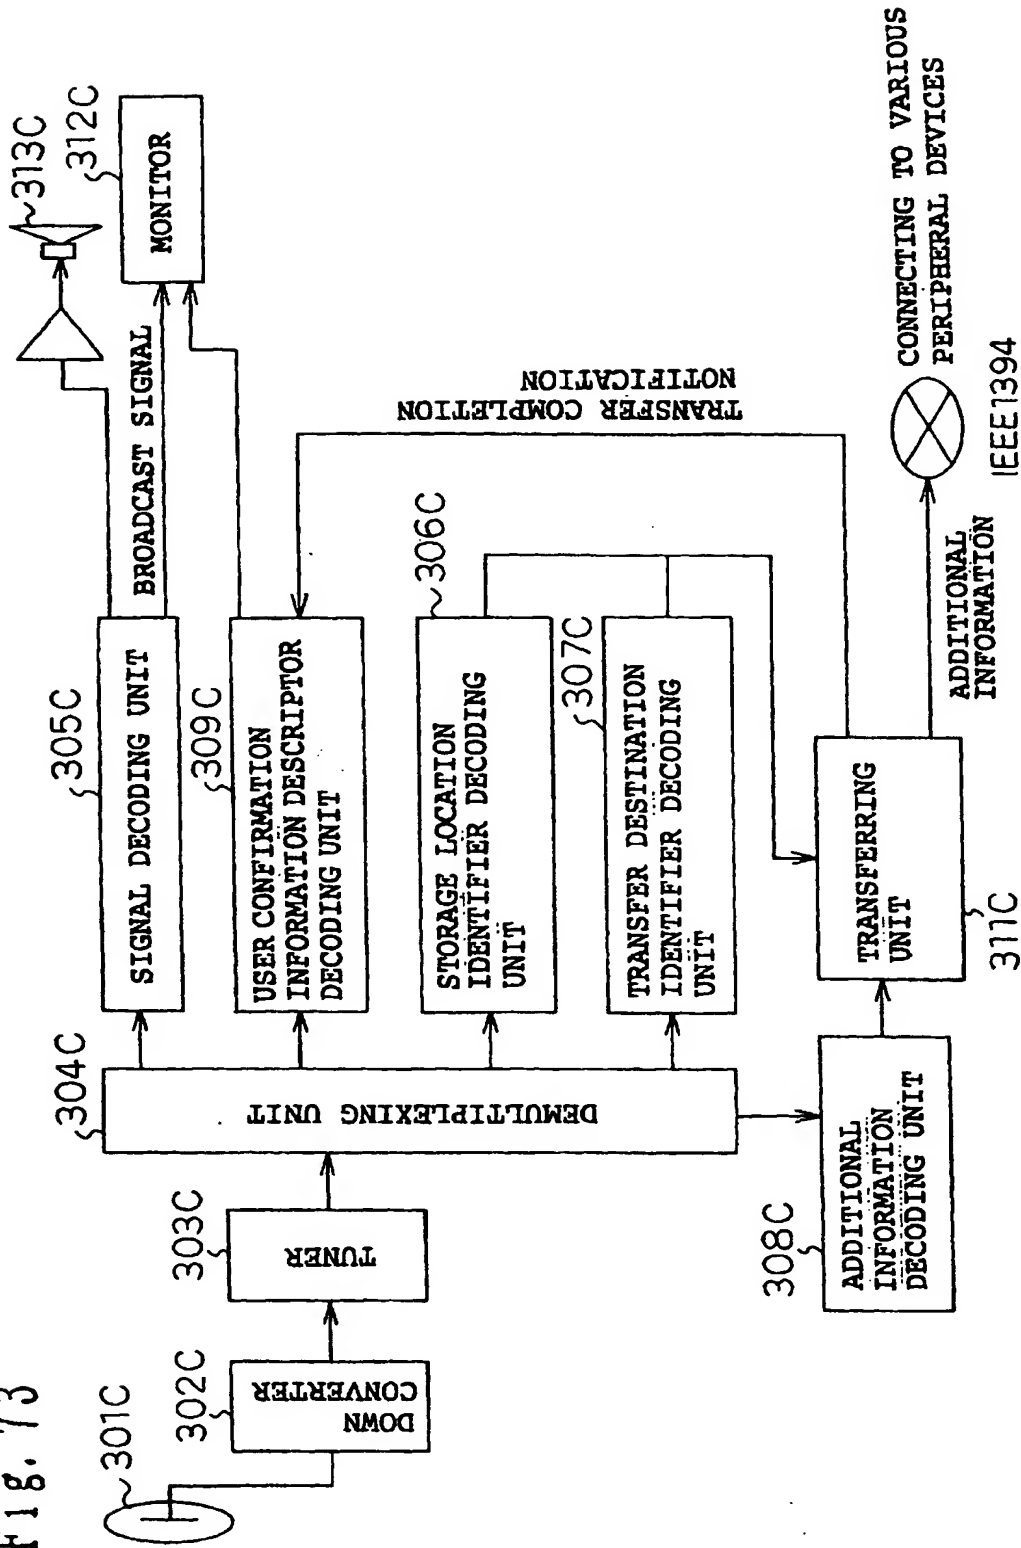 Fig. 73
301C
302C
DOWN
CONVERTER
303C
TUNER
304C
DEMULTIPLEXING UNIT
305C
SIGNAL DECODING UNIT
BROADCAST SIGNAL
313C
312C
MONITOR
309C
USER CONFIRMATION
INFORMATION DESCRIPTOR
DECODING UNIT
306C
STORAGE LOCATION
IDENTIFIER DECODING
UNIT
307C
TRANSFER DESTINATION
IDENTIFIER DECODING
UNIT
TRANSFER COMPLETION
NOTIFICATION
308C
ADDITIONAL
INFORMATION
DECODING UNIT
TRANSFERRING
UNIT
311C
ADDITIONAL
INFORMATION
IEEE1394
CONNECTING TO VARIOUS
PERIPHERAL DEVICES